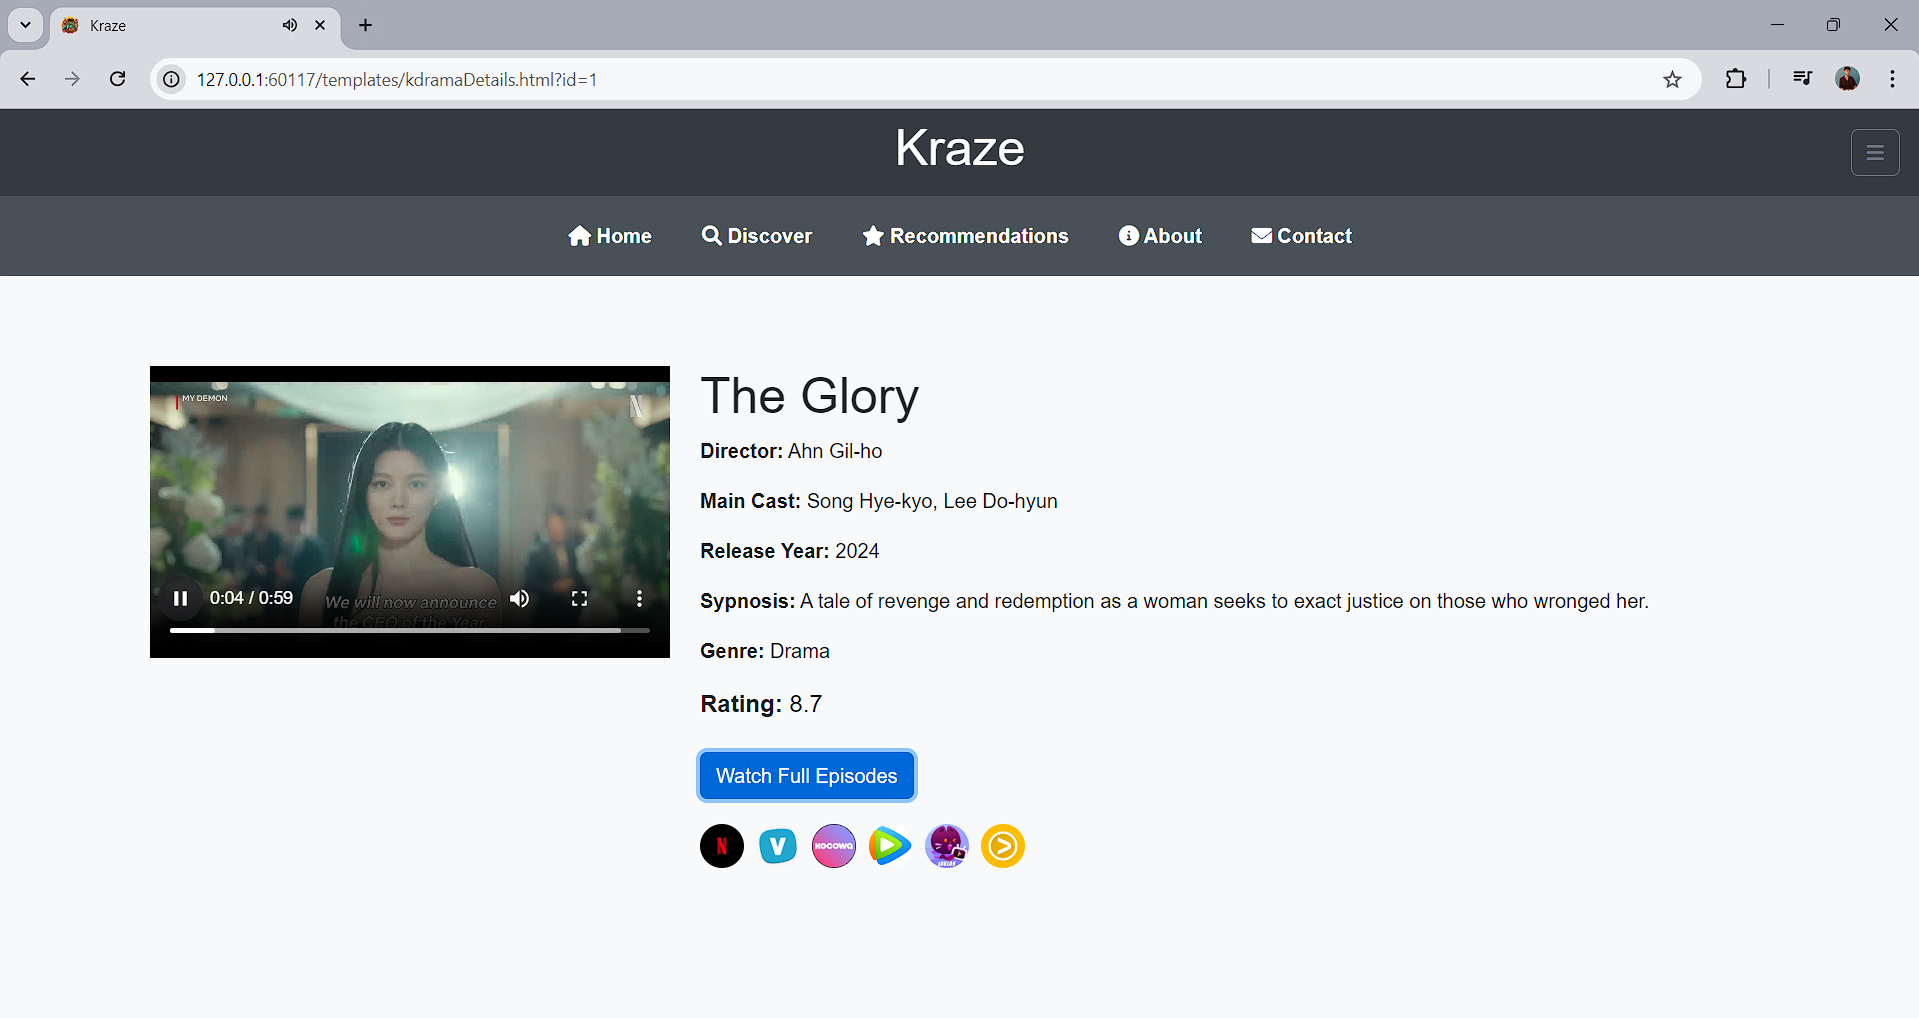 Kraze
127.0.0.1:60117/templates/kdramaDetails.html?id=1
Kraze
Home Discover Recommendations About Contact
MY DEMON
N
We will now announce
the CEO of the Year
0:04 / 0:59
The Glory
Director: Ahn Gil-ho
Main Cast: Song Hye-kyo, Lee Do-hyun
Release Year: 2024
Sypnosis: A tale of revenge and redemption as a woman seeks to exact justice on those who wronged her.
Genre: Drama
Rating: 8.7
Watch Full Episodes
N V KOCOWA LOKLOK